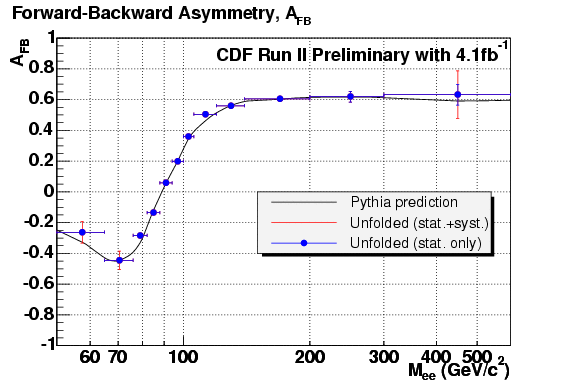 Forward-Backward Asymmetry, A_FB
A_FB
1
0.8
0.6
0.4
0.2
0
-0.2
-0.4
-0.6
-0.8
-1
CDF Run II Preliminary with 4.1fb^-1
Pythia prediction
Unfolded (stat.+syst.)
Unfolded (stat. only)
60 70 100 200 300 400 500
M_ee (GeV/c^2)